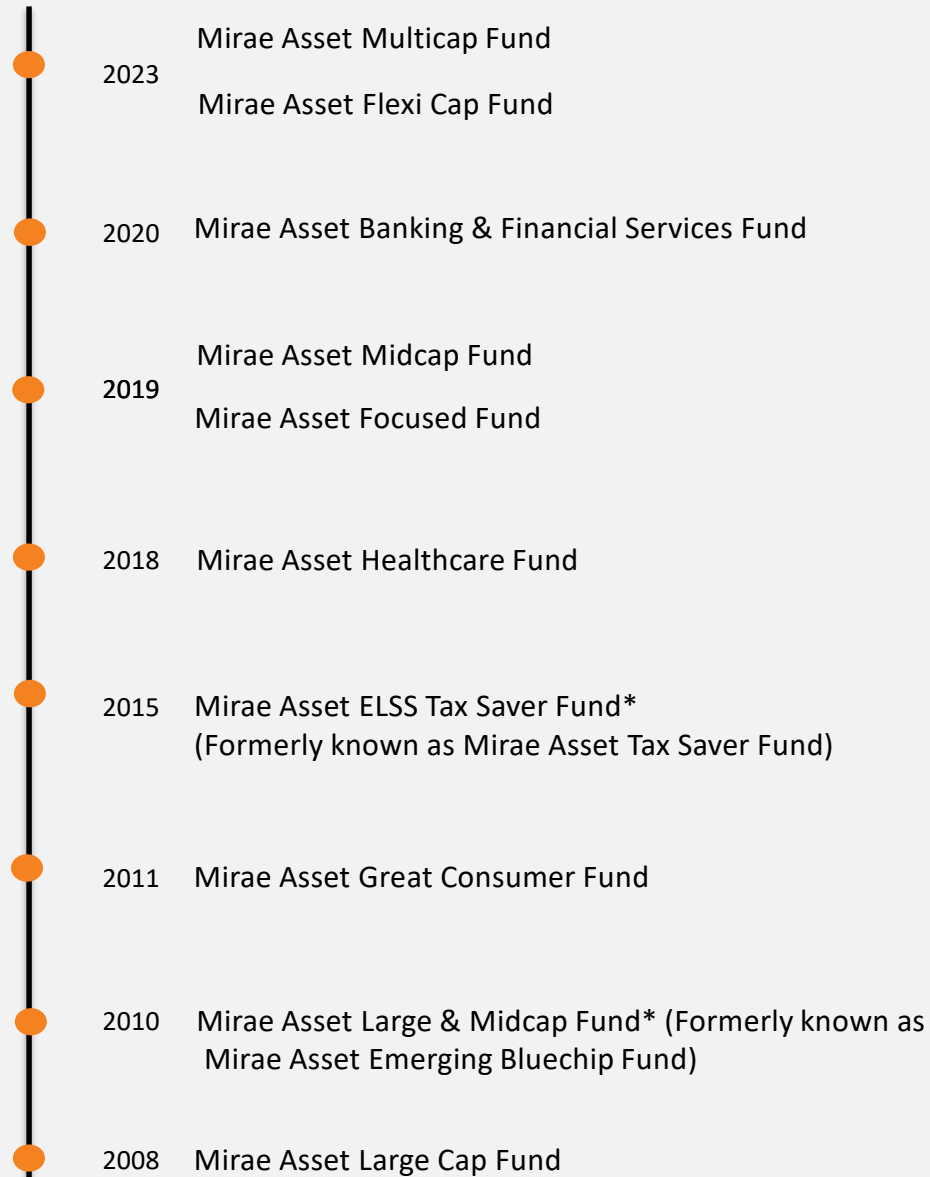 Mirae Asset Multicap Fund
2023
Mirae Asset Flexi Cap Fund
2020 Mirae Asset Banking & Financial Services Fund
Mirae Asset Midcap Fund
2019
Mirae Asset Focused Fund
2018 Mirae Asset Healthcare Fund
2015 Mirae Asset ELSS Tax Saver Fund*
(Formerly known as Mirae Asset Tax Saver Fund)
2011 Mirae Asset Great Consumer Fund
2010 Mirae Asset Large & Midcap Fund* (Formerly known as
Mirae Asset Emerging Bluechip Fund)
2008 Mirae Asset Large Cap Fund